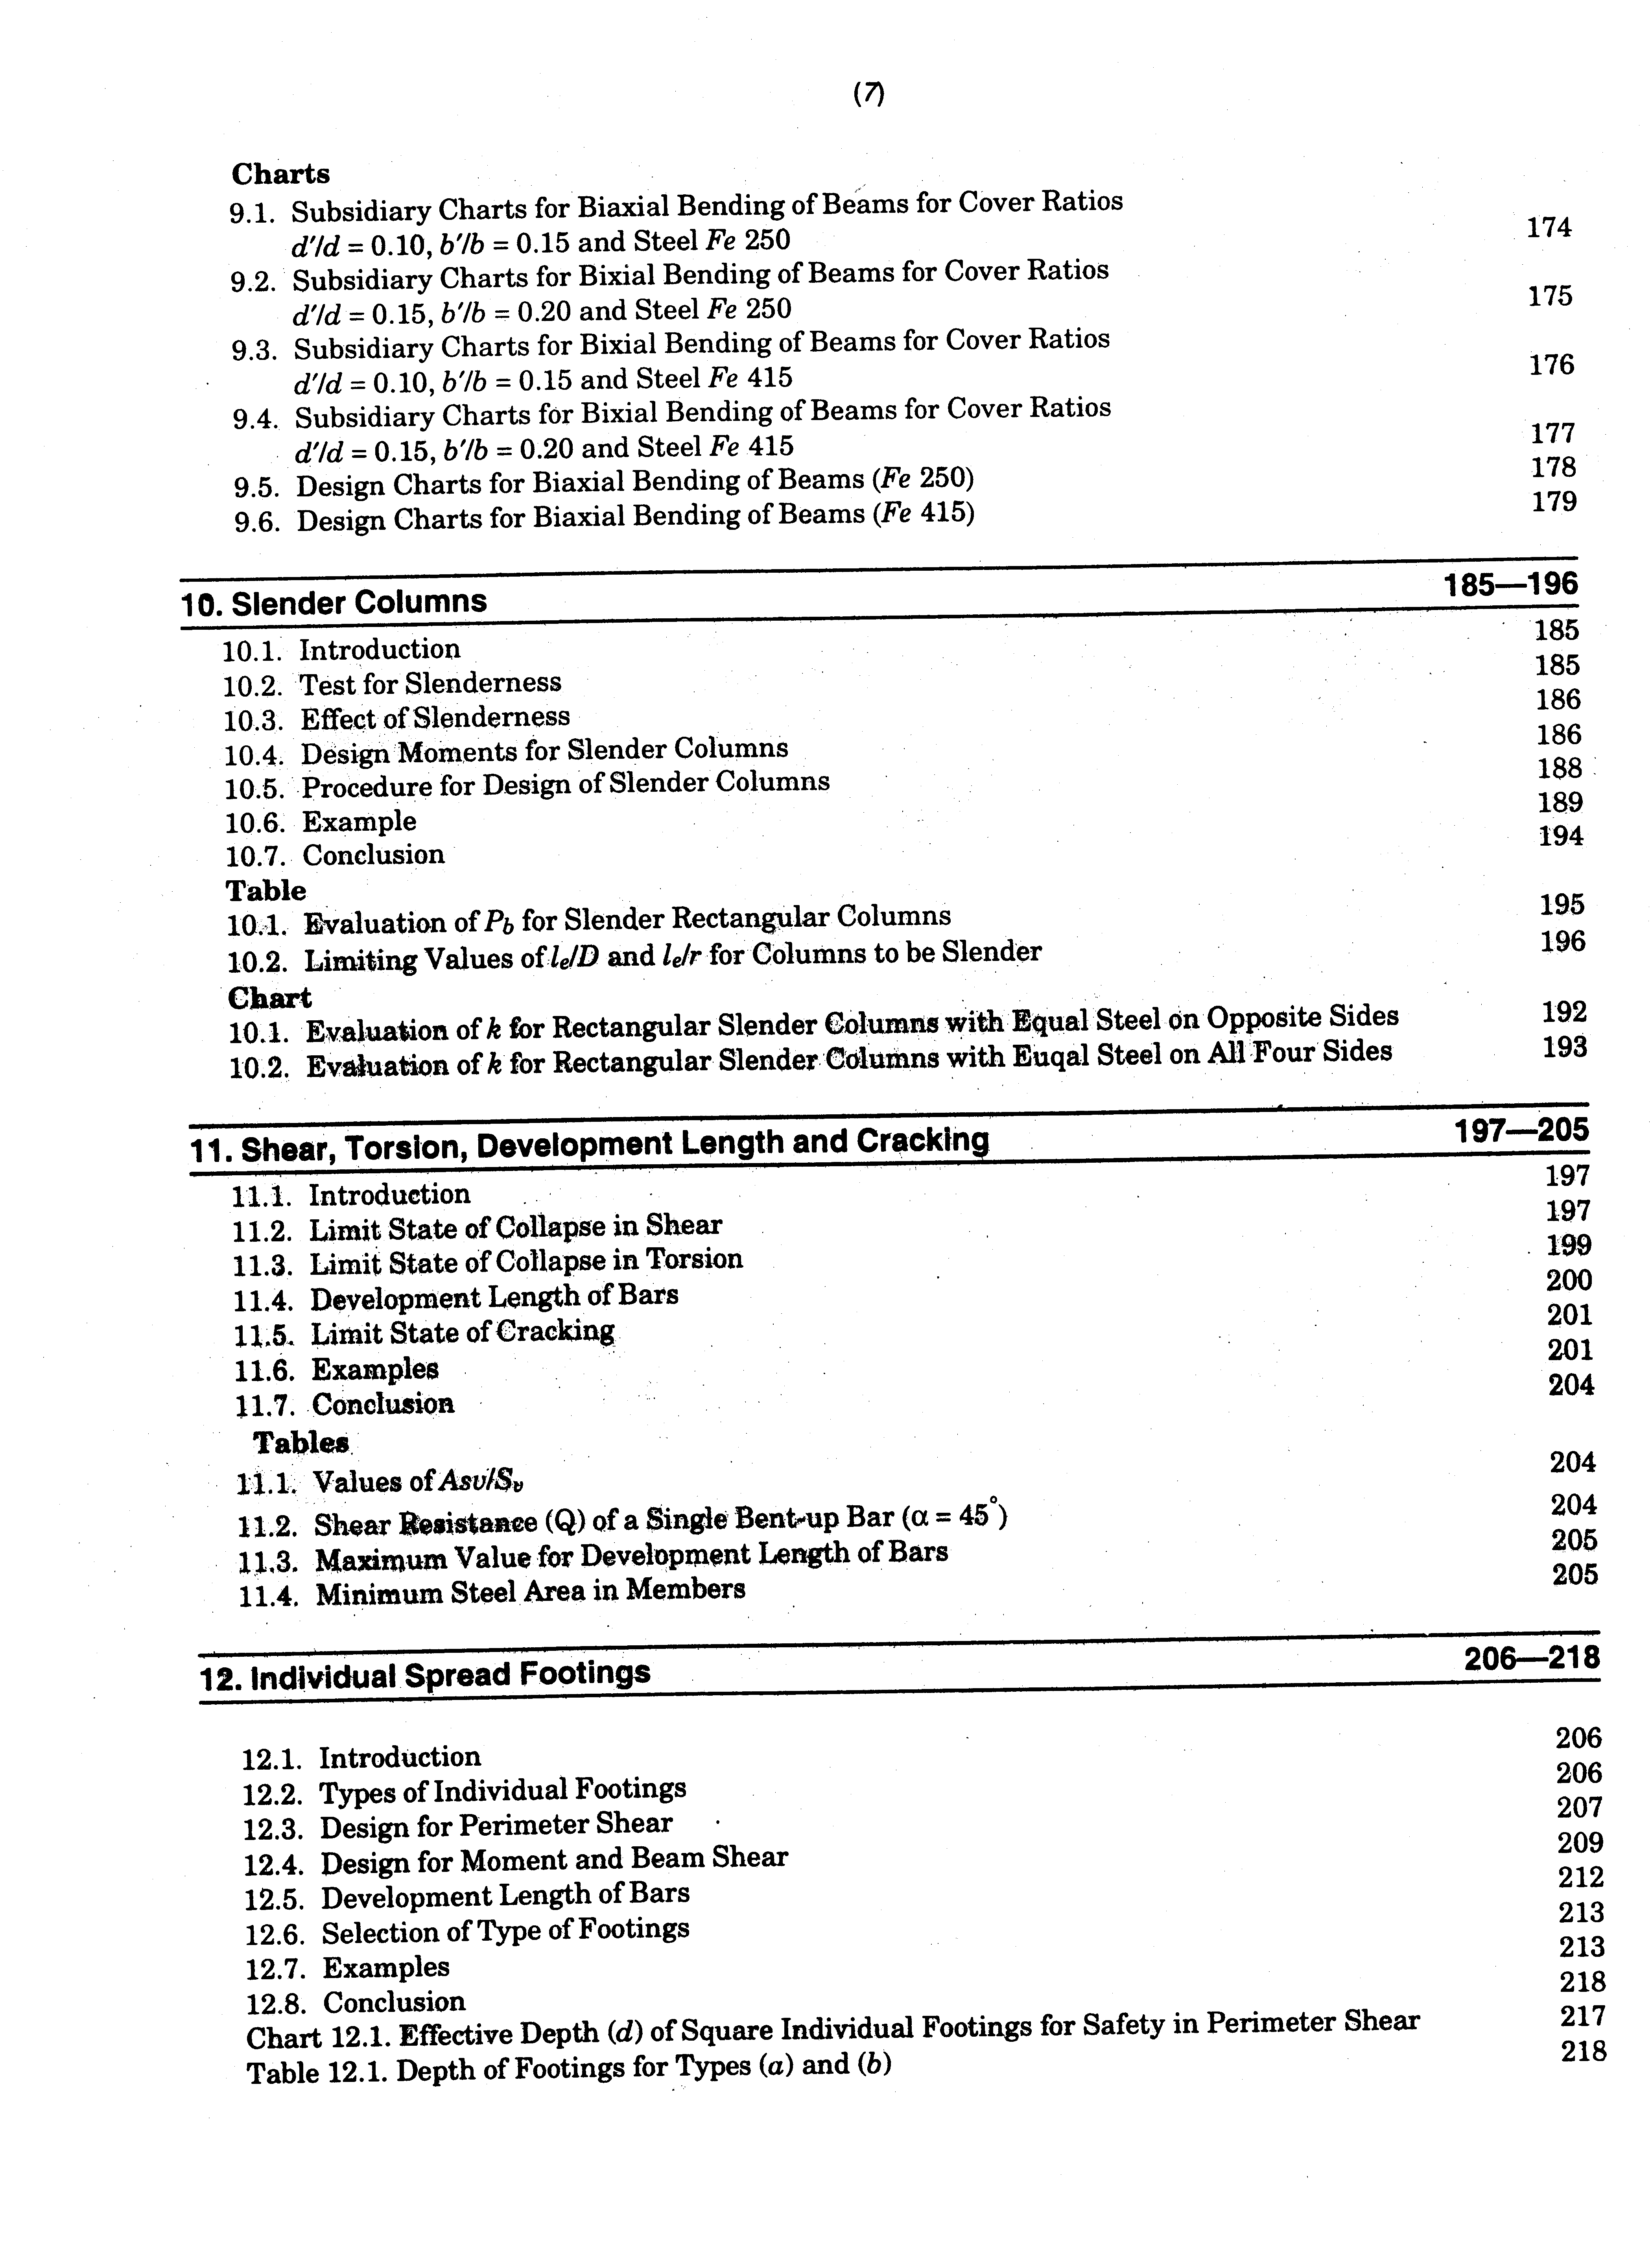 (7)
Charts
9.1. Subsidiary Charts for Biaxial Bending of Beams for Cover Ratios
d′/d = 0.10, b′/b = 0.15 and Steel Fe 250 174
9.2. Subsidiary Charts for Bixial Bending of Beams for Cover Ratios
d′/d = 0.15, b′/b = 0.20 and Steel Fe 250 175
9.3. Subsidiary Charts for Bixial Bending of Beams for Cover Ratios
d′/d = 0.10, b′/b = 0.15 and Steel Fe 415 176
9.4. Subsidiary Charts for Bixial Bending of Beams for Cover Ratios
d′/d = 0.15, b′/b = 0.20 and Steel Fe 415 177
9.5. Design Charts for Biaxial Bending of Beams (Fe 250) 178
9.6. Design Charts for Biaxial Bending of Beams (Fe 415) 179
10. Slender Columns 185—196
10.1. Introduction 185
10.2. Test for Slenderness 185
10.3. Effect of Slenderness 186
10.4. Design Moments for Slender Columns 186
10.5. Procedure for Design of Slender Columns 188
10.6. Example 189
10.7. Conclusion 194
Table
10.1. Evaluation of Pb for Slender Rectangular Columns 195
10.2. Limiting Values of le/D and le/r for Columns to be Slender 196
Chart
10.1. Evaluation of k for Rectangular Slender Columns with Equal Steel on Opposite Sides 192
10.2. Evaluation of k for Rectangular Slender Columns with Euqal Steel on All Four Sides 193
11. Shear, Torsion, Development Length and Cracking 197—205
11.1. Introduction 197
11.2. Limit State of Collapse in Shear 197
11.3. Limit State of Collapse in Torsion 199
11.4. Development Length of Bars 200
11.5. Limit State of Cracking 201
11.6. Examples 201
11.7. Conclusion 204
Tables
11.1. Values of Asv/Sv 204
11.2. Shear Resistance (Q) of a Single Bent-up Bar (α = 45°) 204
11.3. Maximum Value for Development Length of Bars 205
11.4. Minimum Steel Area in Members 205
12. Individual Spread Footings 206—218
12.1. Introduction 206
12.2. Types of Individual Footings 206
12.3. Design for Perimeter Shear 207
12.4. Design for Moment and Beam Shear 209
12.5. Development Length of Bars 212
12.6. Selection of Type of Footings 213
12.7. Examples 213
12.8. Conclusion 218
Chart 12.1. Effective Depth (d) of Square Individual Footings for Safety in Perimeter Shear 217
Table 12.1. Depth of Footings for Types (a) and (b) 218